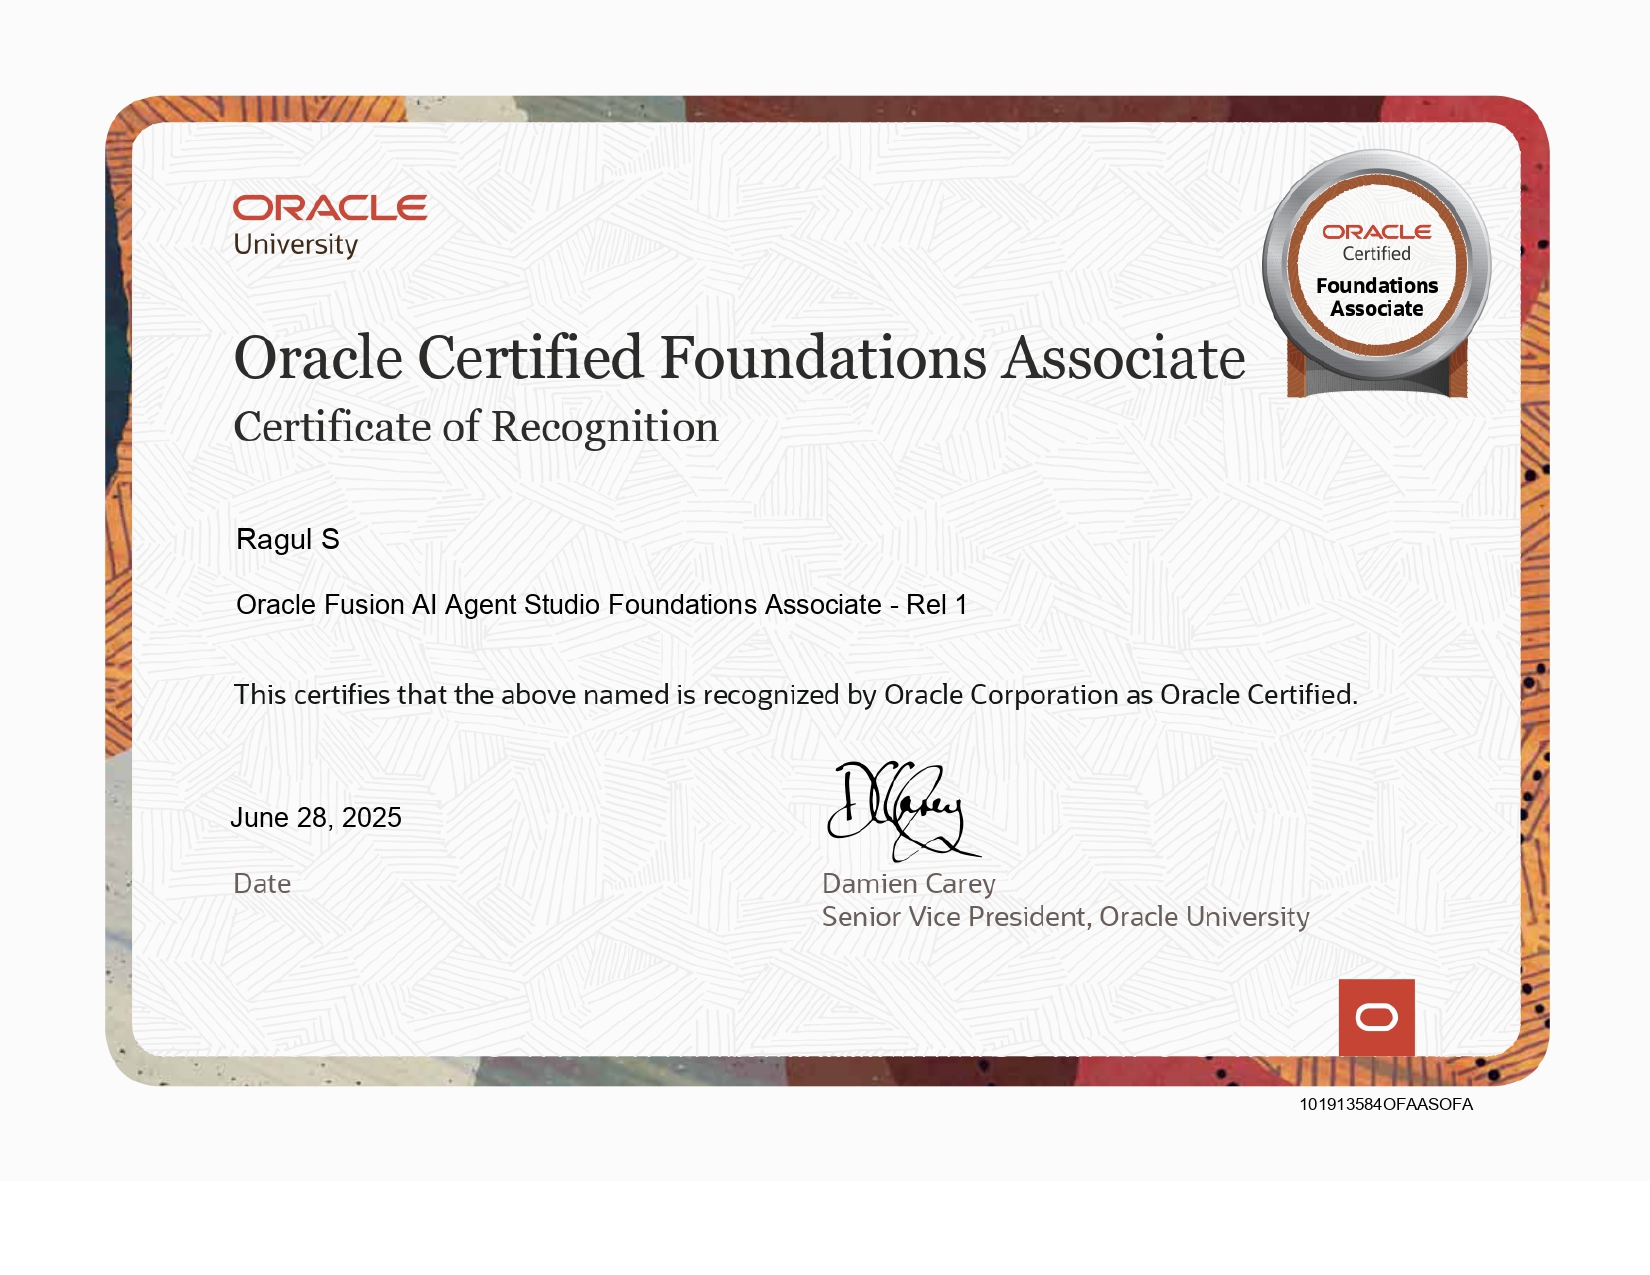 ORACLE
University
ORACLE
Certified
Foundations
Associate
Oracle Certified Foundations Associate
Certificate of Recognition
Ragul S
Oracle Fusion AI Agent Studio Foundations Associate - Rel 1
This certifies that the above named is recognized by Oracle Corporation as Oracle Certified.
June 28, 2025
Date
DCarey
Damien Carey
Senior Vice President, Oracle University
101913584OFAASOFA